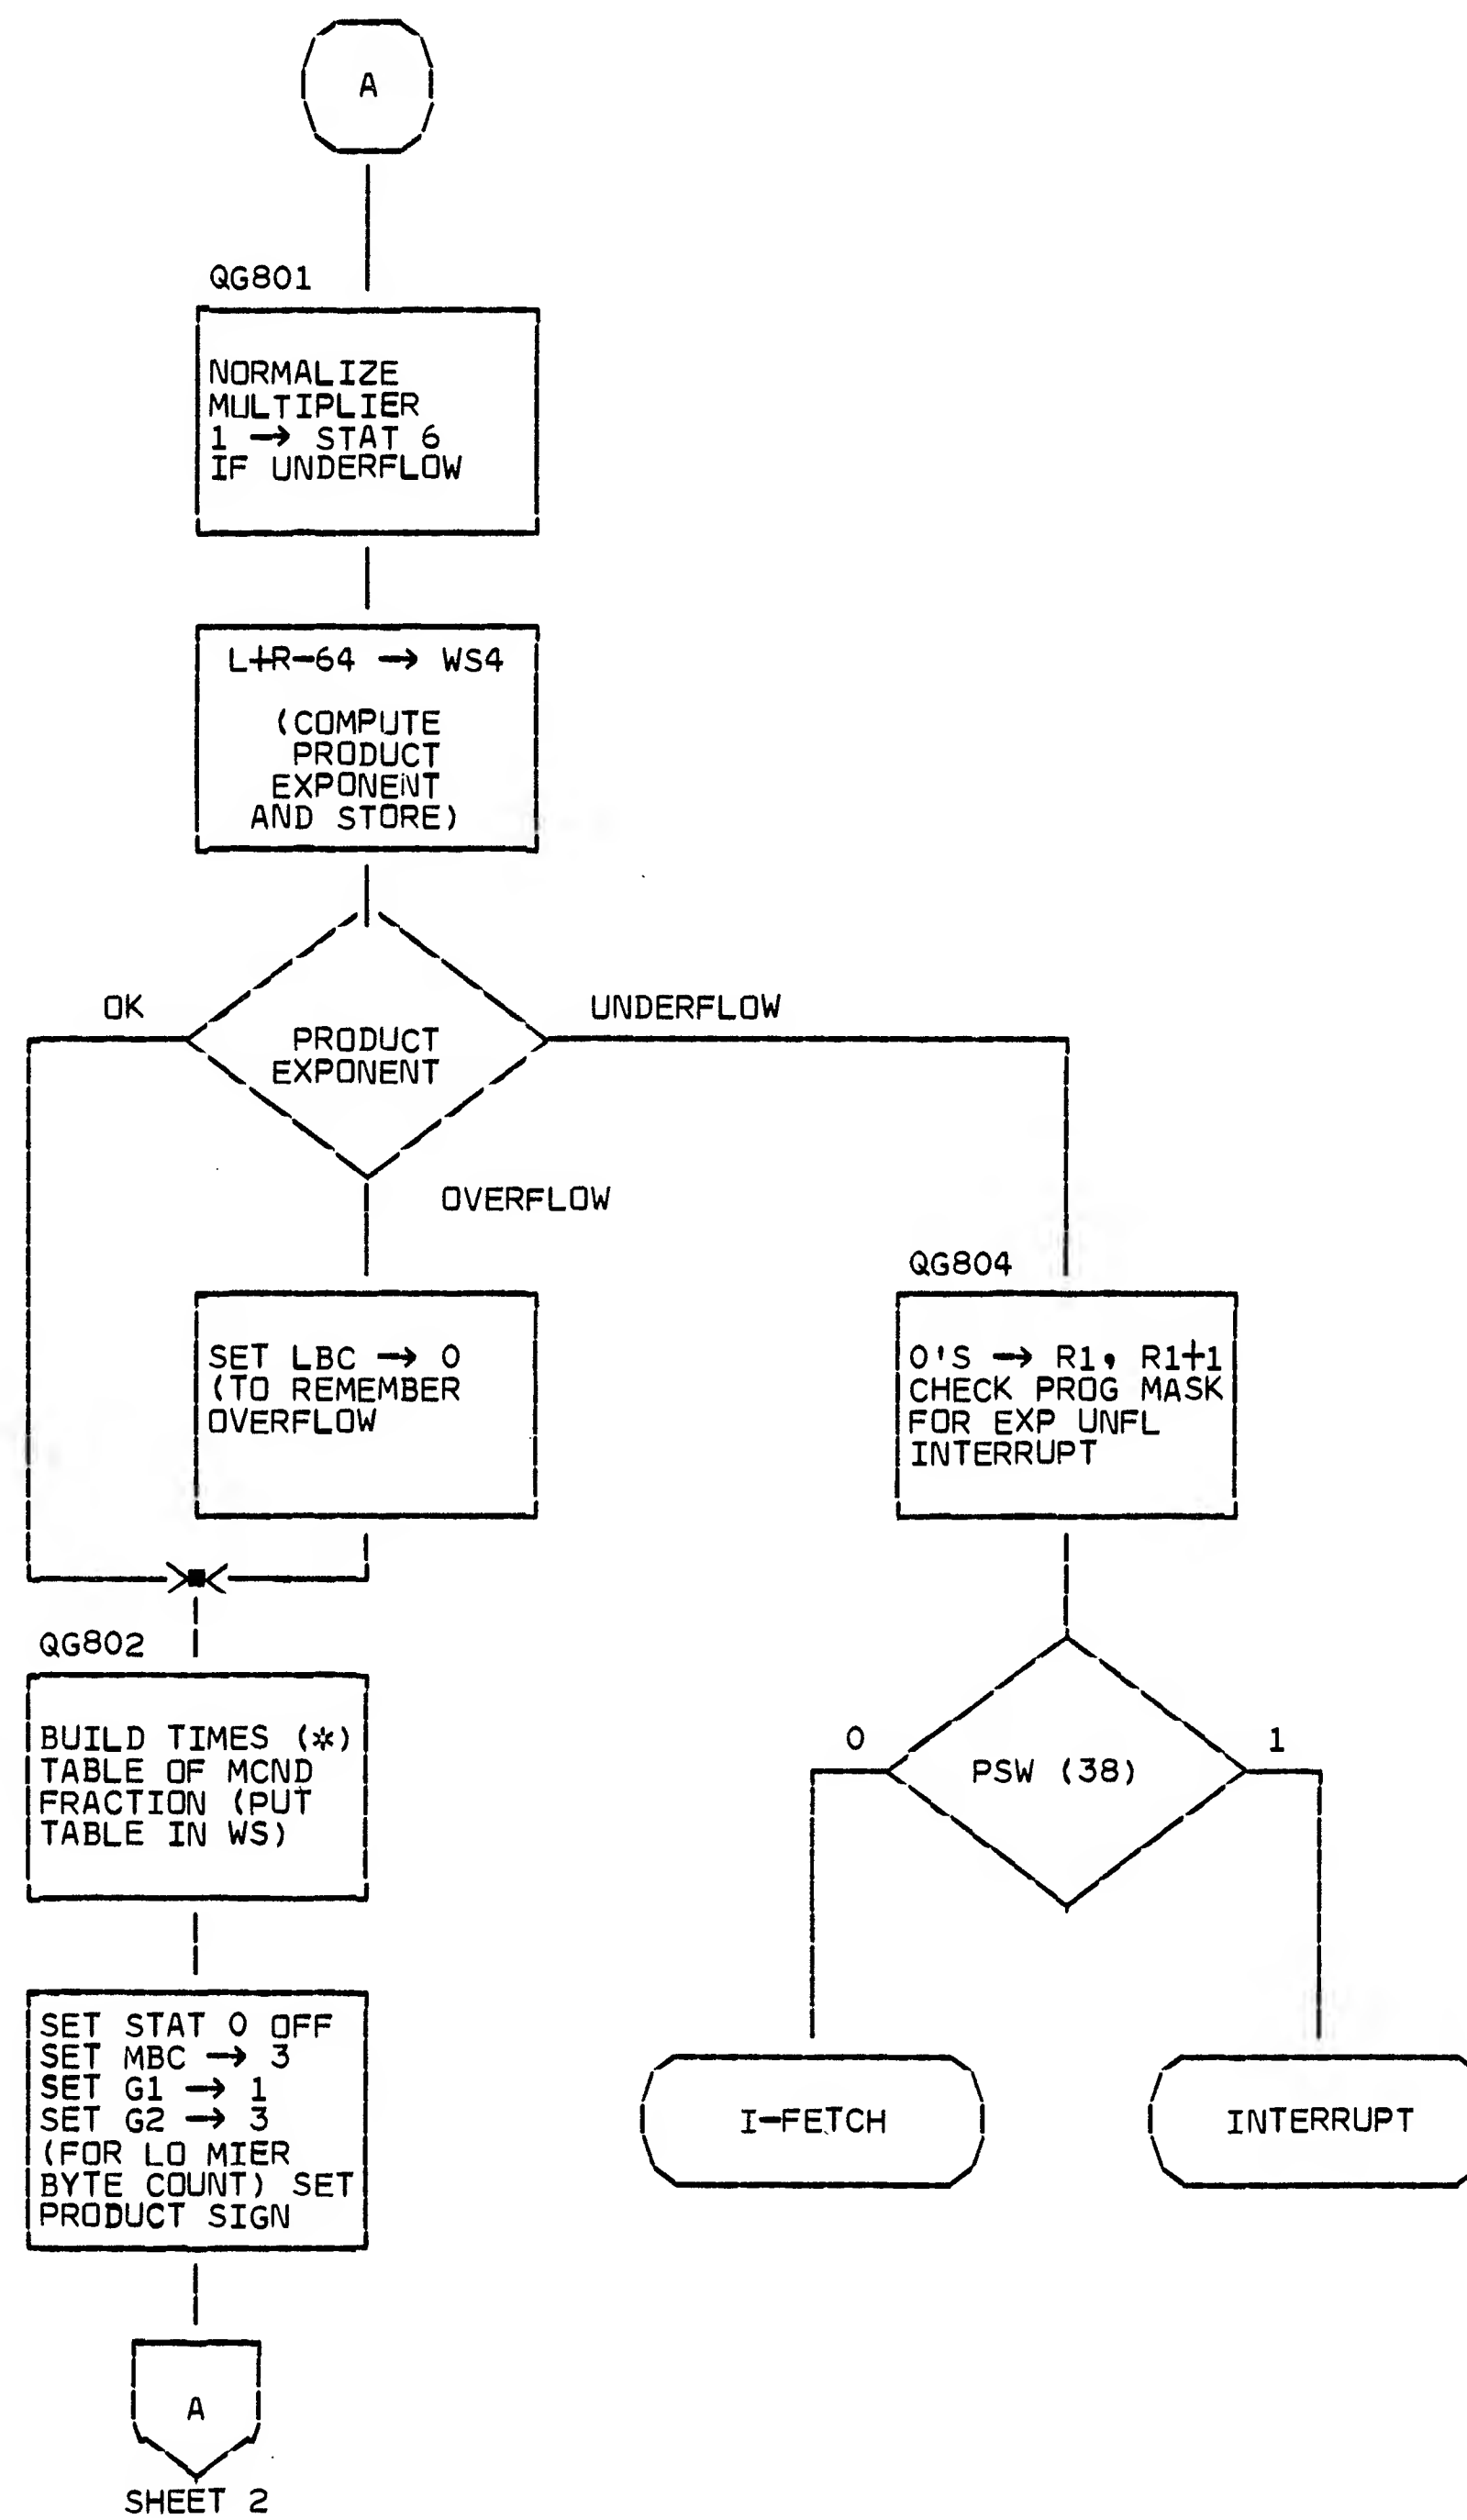 A
QG801
NORMALIZE
MULTIPLIER
1 → STAT 6
IF UNDERFLOW
L+R-64 → WS4
(COMPUTE
PRODUCT
EXPONENT
AND STORE)
OK
UNDERFLOW
PRODUCT
EXPONENT
OVERFLOW
SET LBC → 0
(TO REMEMBER
OVERFLOW
QG804
0'S → R1, R1+1
CHECK PROG MASK
FOR EXP UNFL
INTERRUPT
QG802
BUILD TIMES (*)
TABLE OF MCND
FRACTION (PUT
TABLE IN WS)
0
PSW (38)
1
SET STAT 0 OFF
SET MBC → 3
SET G1 → 1
SET G2 → 3
(FOR LO MIER
BYTE COUNT) SET
PRODUCT SIGN
I-FETCH
INTERRUPT
A
SHEET 2